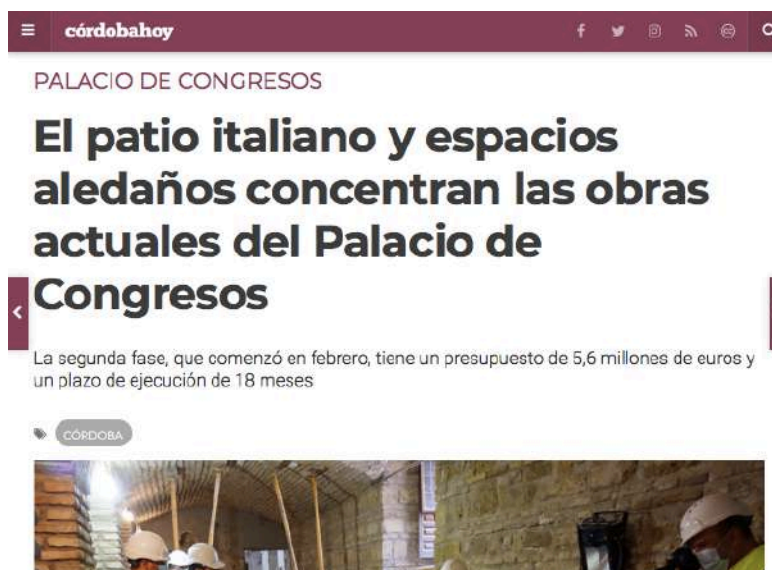 córdobahoy
PALACIO DE CONGRESOS
El patio italiano y espacios
aledaños concentran las obras
actuales del Palacio de
Congresos
La segunda fase, que comenzó en febrero, tiene un presupuesto de 5,6 millones de euros y
un plazo de ejecución de 18 meses
CÓRDOBA